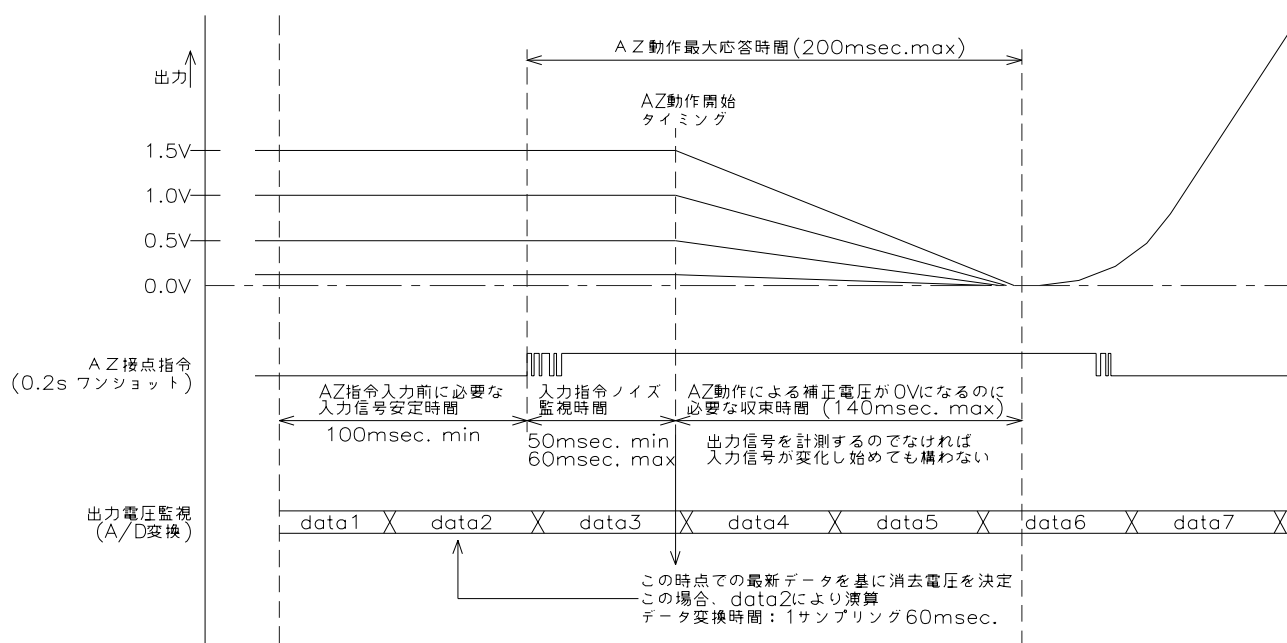 AZ動作最大応答時間(200msec.max)
出力
AZ動作開始
タイミング
1.5V
1.0V
0.5V
0.0V
AZ接点指令
(0.2s ワンショット)
AZ指令入力前に必要な
入力信号安定時間
100msec. min
入力指令ノイズ
監視時間
50msec. min
60msec. max
AZ動作による補正電圧が0Vになるのに
必要な収束時間 (140msec. max)
出力信号を計測するのでなければ
入力信号が変化し始めても構わない
出力電圧監視
(A/D変換)
data1
data2
data3
data4
data5
data6
data7
この時点での最新データを基に消去電圧を決定
この場合、data2により演算
データ変換時間:1サンプリング60msec.